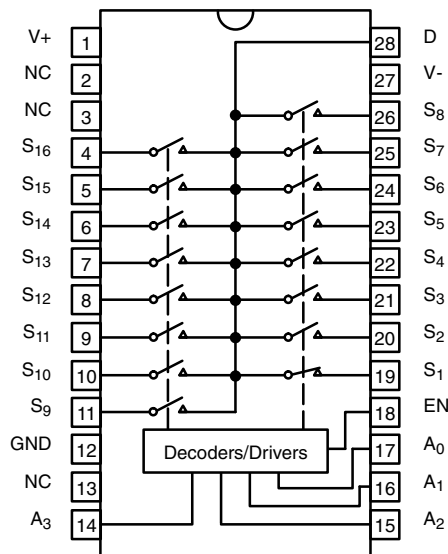 V+ 1 28 D
NC 2 27 V-
NC 3 26 S8
S16 4 25 S7
S15 5 24 S6
S14 6 23 S5
S13 7 22 S4
S12 8 21 S3
S11 9 20 S2
S10 10 19 S1
S9 11 18 EN
GND 12 Decoders/Drivers 17 A0
NC 13 16 A1
A3 14 15 A2